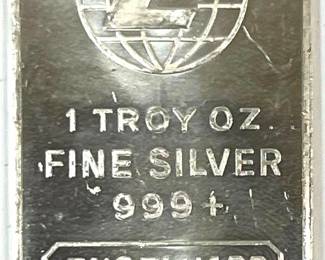 1 TROY OZ.
FINE SILVER
999+